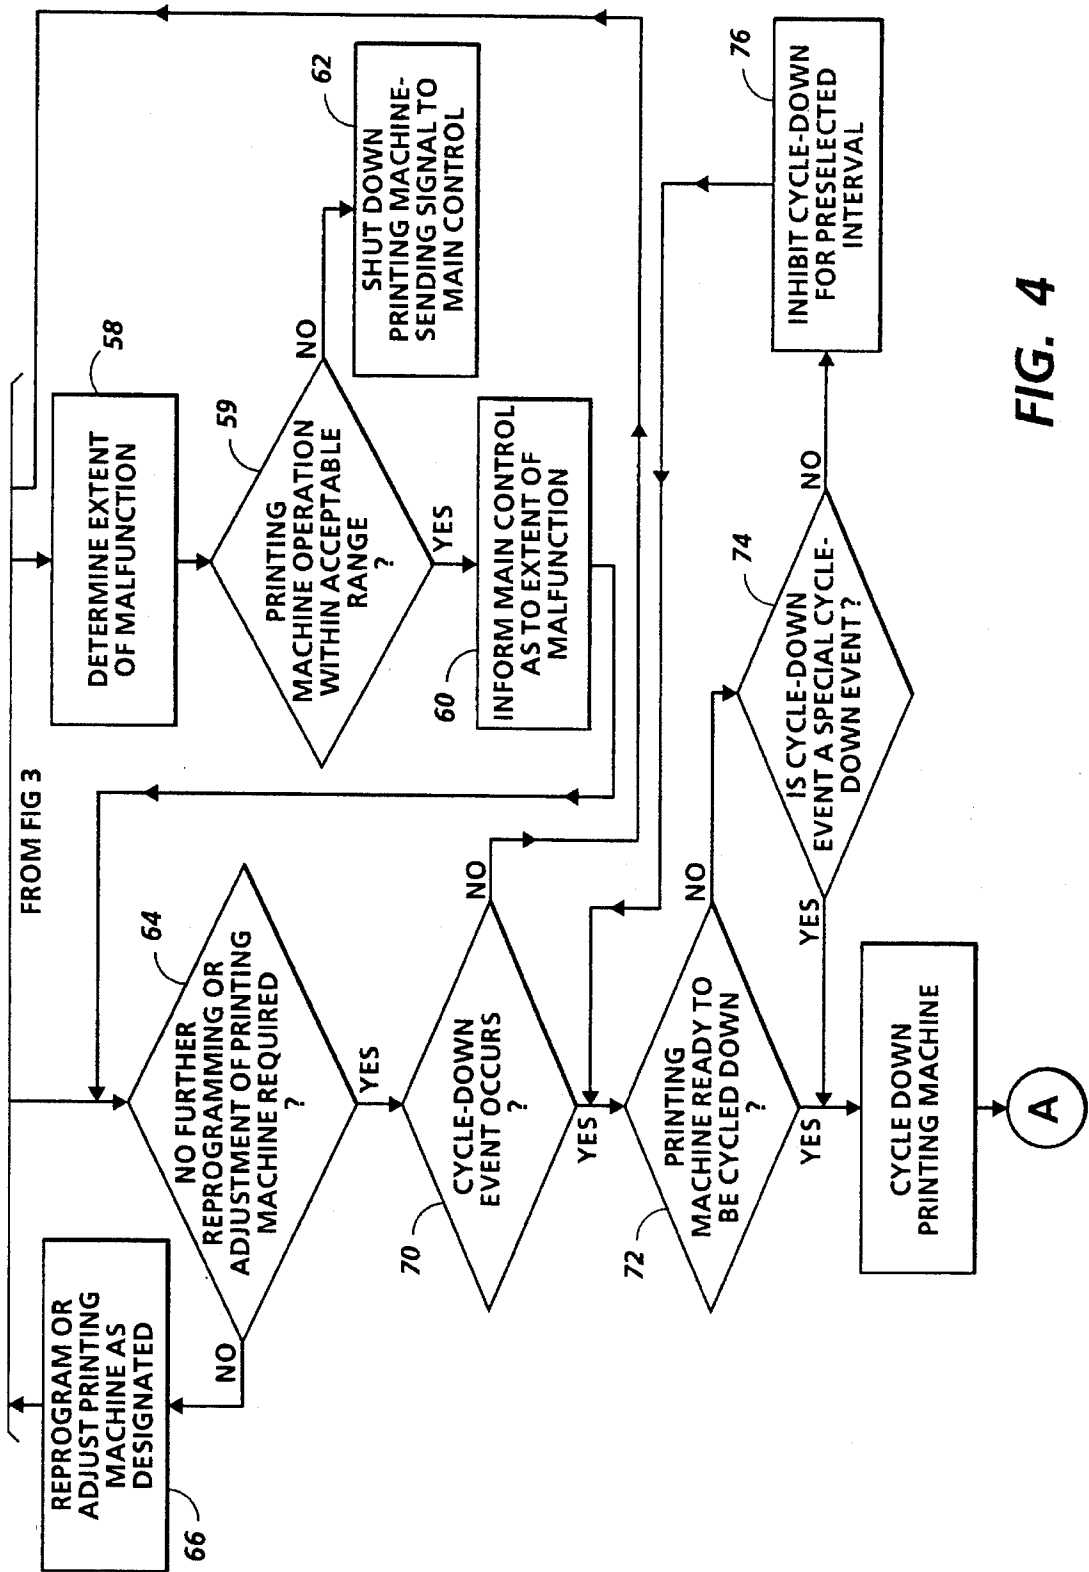 FROM FIG 3
REPROGRAM OR
ADJUST PRINTING
MACHINE AS
DESIGNATED
66
NO
NO FURTHER
REPROGRAMMING OR
ADJUSTMENT OF PRINTING
MACHINE REQUIRED
?
64
YES
DETERMINE EXTENT
OF MALFUNCTION
58
PRINTING
MACHINE OPERATION
WITHIN ACCEPTABLE
RANGE
?
59
NO
YES
SHUT DOWN
PRINTING MACHINE-
SENDING SIGNAL TO
MAIN CONTROL
62
60
INFORM MAIN CONTROL
AS TO EXTENT OF
MALFUNCTION
CYCLE-DOWN
EVENT OCCURS
?
70
NO
YES
PRINTING
MACHINE READY TO
BE CYCLED DOWN
?
72
NO
YES
IS CYCLE-DOWN
EVENT A SPECIAL CYCLE-
DOWN EVENT?
74
YES
NO
INHIBIT CYCLE-DOWN
FOR PRESELECTED
INTERVAL
76
CYCLE DOWN
PRINTING MACHINE
A
FIG. 4